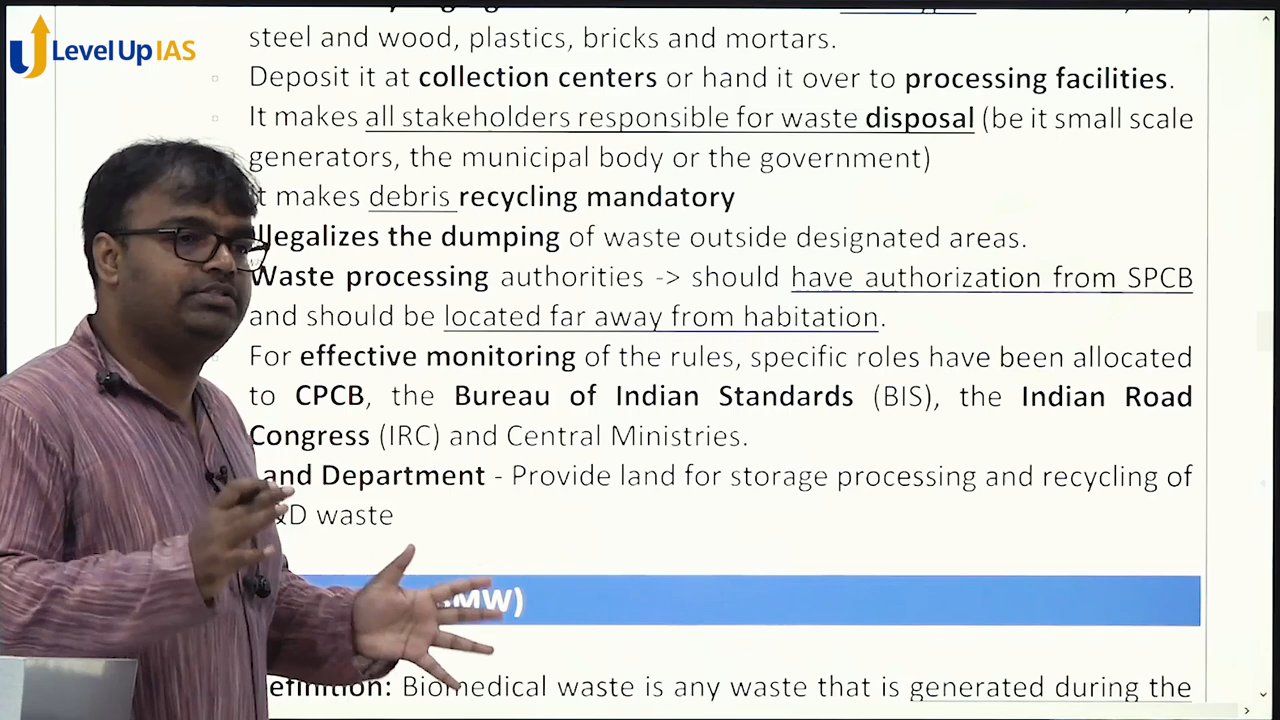 Level Up IAS
steel and wood, plastics, bricks and mortars.
Deposit it at collection centers or hand it over to processing facilities.
It makes all stakeholders responsible for waste disposal (be it small scale
generators, the municipal body or the government)
It makes debris recycling mandatory
Illegalizes the dumping of waste outside designated areas.
Waste processing authorities -> should have authorization from SPCB
and should be located far away from habitation.
For effective monitoring of the rules, specific roles have been allocated
to CPCB, the Bureau of Indian Standards (BIS), the Indian Road
Congress (IRC) and Central Ministries.
and Department - Provide land for storage processing and recycling of
&D waste
MW)
efinition: Biomedical waste is any waste that is generated during the